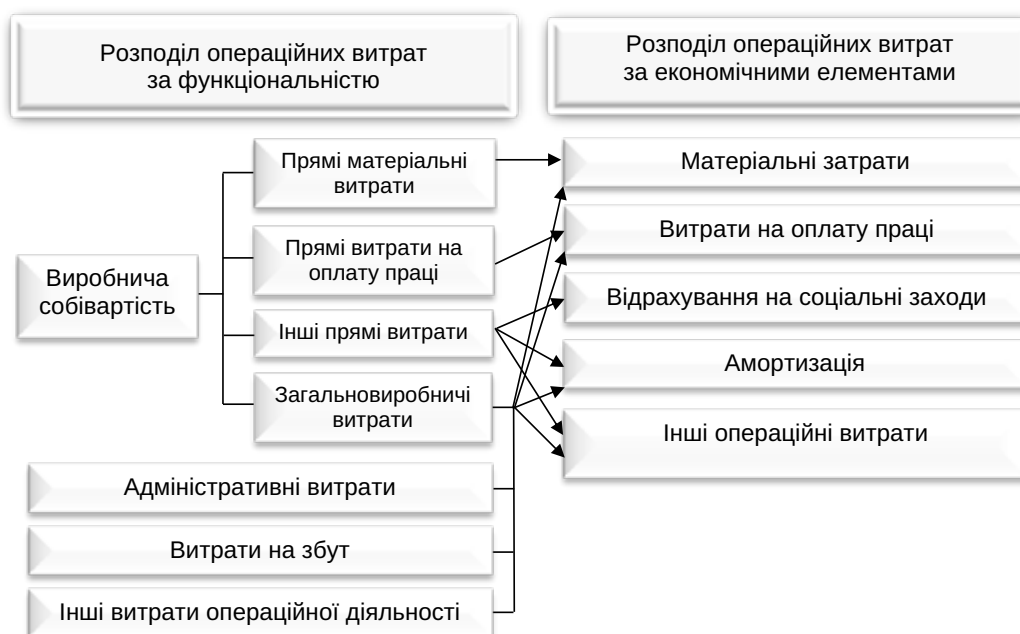 Розподіл операційних витрат
за функціональністю
Розподіл операційних витрат
за економічними елементами
Виробнича
собівартість
Прямі матеріальні
витрати
Прямі витрати на
оплату праці
Інші прямі витрати
Загальновиробничі
витрати
Адміністративні витрати
Витрати на збут
Інші витрати операційної діяльності
Матеріальні затрати
Витрати на оплату праці
Відрахування на соціальні заходи
Амортизація
Інші операційні витрати